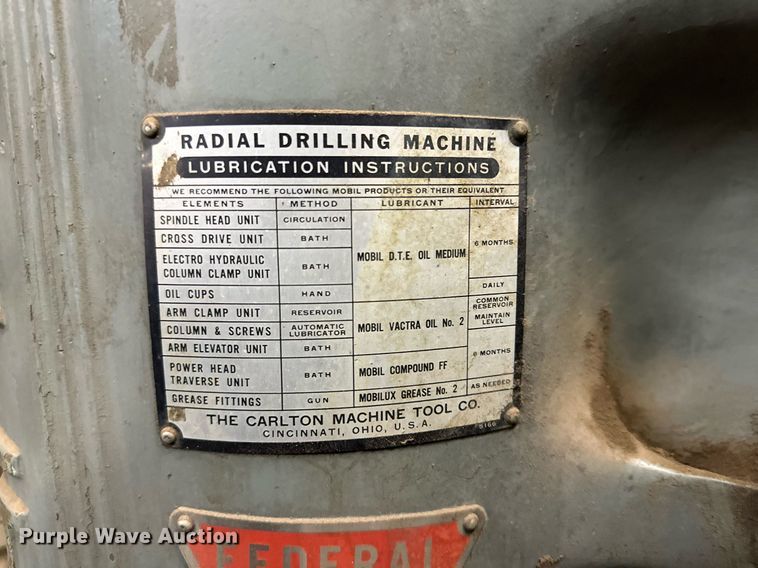 RADIAL DRILLING MACHINE
LUBRICATION INSTRUCTIONS
WE RECOMMEND THE FOLLOWING MOBIL PRODUCTS OR THEIR EQUIVALENT
ELEMENTS METHOD LUBRICANT INTERVAL
SPINDLE HEAD UNIT CIRCULATION
CROSS DRIVE UNIT BATH
ELECTRO HYDRAULIC
COLUMN CLAMP UNIT BATH
MOBIL D.T.E. OIL MEDIUM 6 MONTHS
OIL CUPS HAND DAILY
ARM CLAMP UNIT RESERVOIR COMMON RESERVOIR
COLUMN & SCREWS AUTOMATIC LUBRICATOR MOBIL VACTRA OIL No. 2 MAINTAIN LEVEL
ARM ELEVATOR UNIT BATH
POWER HEAD
TRAVERSE UNIT BATH MOBIL COMPOUND FF MONTHS
GREASE FITTINGS GUN MOBILUX GREASE No. 2 AS NEEDED
THE CARLTON MACHINE TOOL CO.
CINCINNATI, OHIO, U.S.A.
FEDERAL
Purple Wave Auction